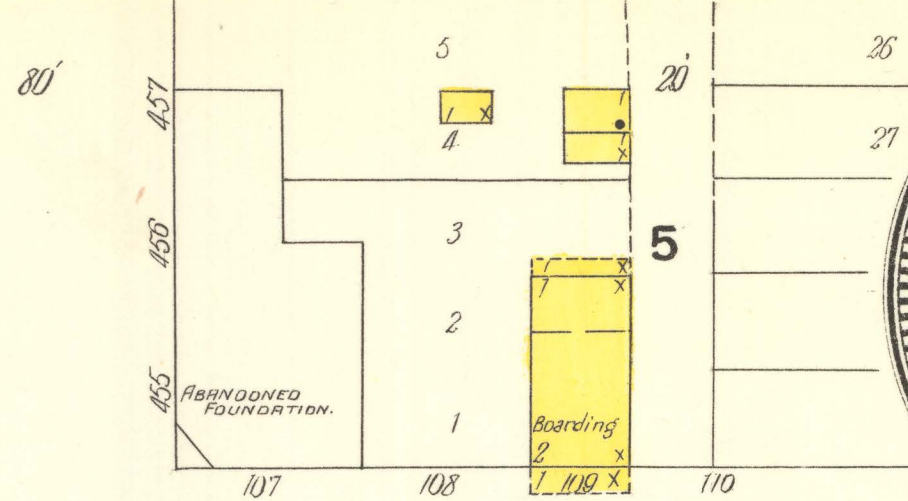 5
26
80'
20'
457
1 X
1
4
1
X
27
456
3
5
1 X
1 X
2
455
ABANDONED
FOUNDATION.
1
Boarding
2 X
1 109 X
107
108
110